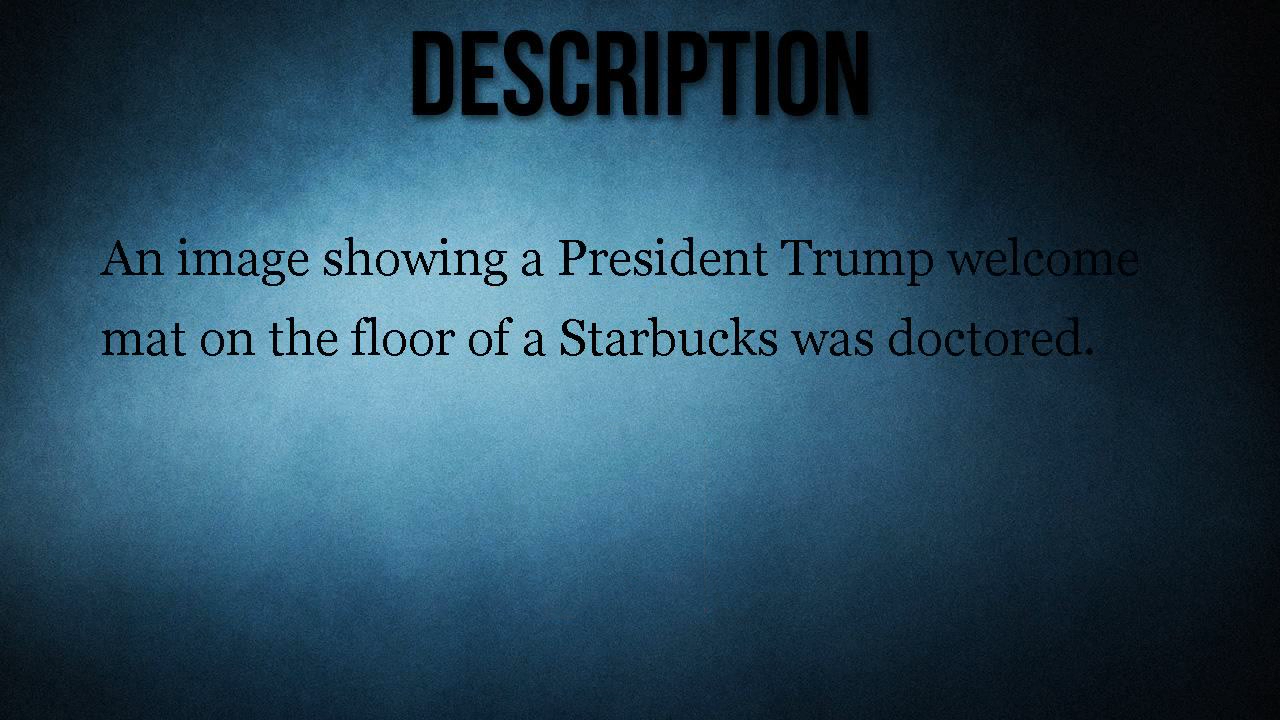 DESCRIPTION
An image showing a President Trump welcome
mat on the floor of a Starbucks was doctored.